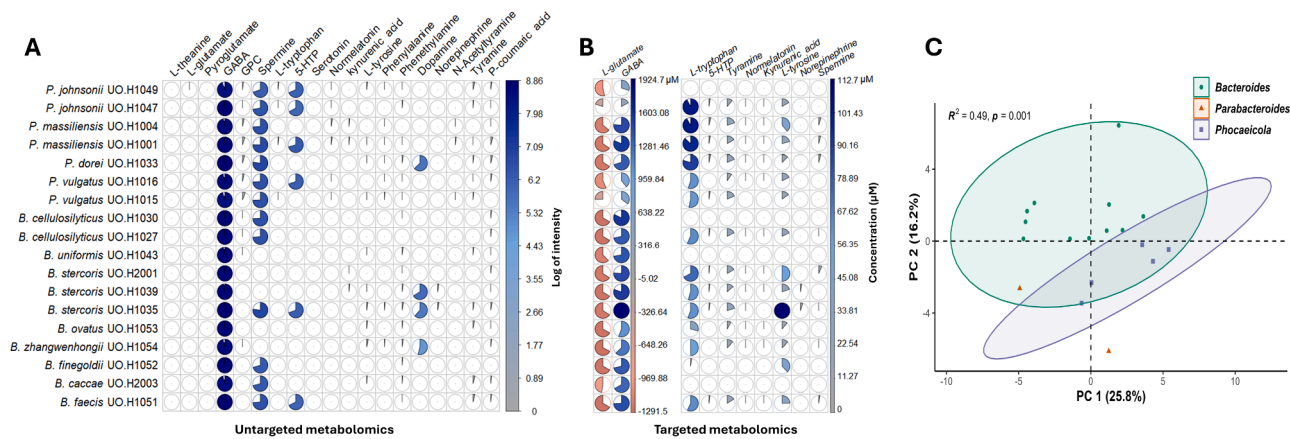 A
L-theanine
L-glutamate
Pyroglutamate
GABA
GPC
Spermine
L-tryptophan
5-HTP
Serotonin
Normelatonin
kynurenic acid
L-tyrosine
Phenylalanine
Phenethylamine
Dopamine
Norepinephrine
N-Acetyltyramine
Tyramine
P-coumatic acid
P. johnsonii UO.H1049
P. johnsonii UO.H1047
P. massiliensis UO.H1004
P. massiliensis UO.H1001
P. dorei UO.H1033
P. vulgatus UO.H1016
P. vulgatus UO.H1015
B. cellulosilyticus UO.H1030
B. cellulosilyticus UO.H1027
B. uniformis UO.H1043
B. stercoris UO.H2001
B. stercoris UO.H1039
B. stercoris UO.H1035
B. ovatus UO.H1053
B. zhangwenhongii UO.H1054
B. finegoldii UO.H1052
B. caccae UO.H2003
B. faecis UO.H1051
8.86
7.98
7.09
6.2
5.32
4.43
3.55
2.66
1.77
0.89
0
Log of intensity
Untargeted metabolomics
B
L-glutamate
GABA
1924.7 µM
1603.08
1281.46
959.84
638.22
316.6
-5.02
-326.64
-648.26
-969.88
-1291.5
L-tryptophan
5-HTP
Tyramine
Normelatonin
Kynurenic acid
L-tyrosine
Norepinephrine
Spermine
112.7 µM
101.43
90.16
78.89
67.62
56.35
45.08
33.81
22.54
11.27
0
Concentration (µM)
Targeted metabolomics
C
Bacteroides
Parabacteroides
Phocaeicola
R² = 0.49, p = 0.001
PC 2 (16.2%)
4
0
-4
-10
-5
0
5
10
PC 1 (25.8%)